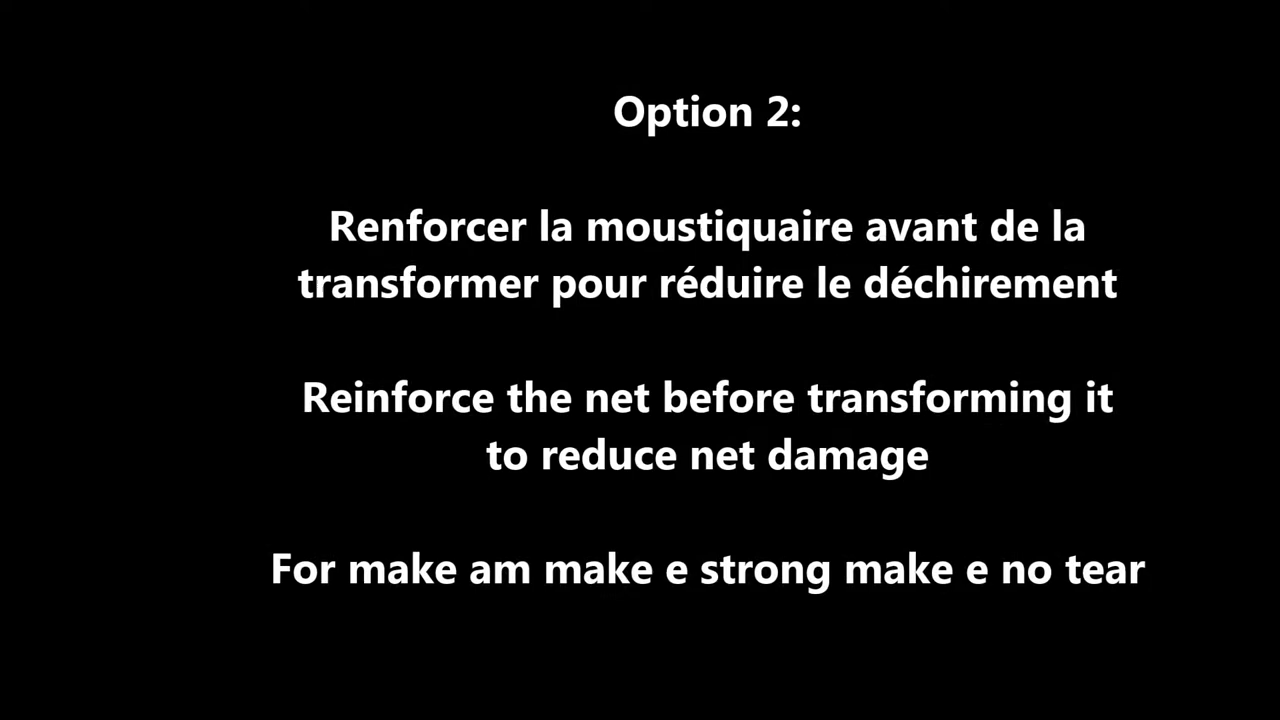 Option 2:
Renforcer la moustiquaire avant de la
transformer pour réduire le déchirement
Reinforce the net before transforming it
to reduce net damage
For make am make e strong make e no tear